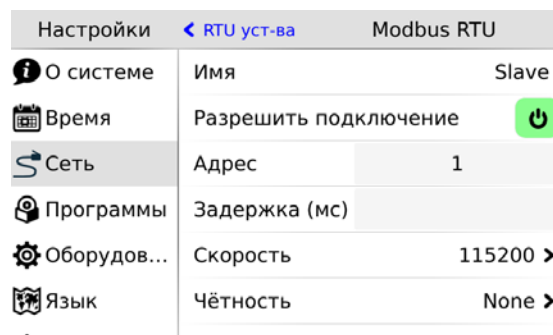 Настройки
RTU уст-ва
Modbus RTU
О системе
Имя
Slave
Время
Разрешить подключение
Сеть
Адрес
1
Программы
Задержка (мс)
Оборудов...
Скорость
115200
Язык
Чётность
None